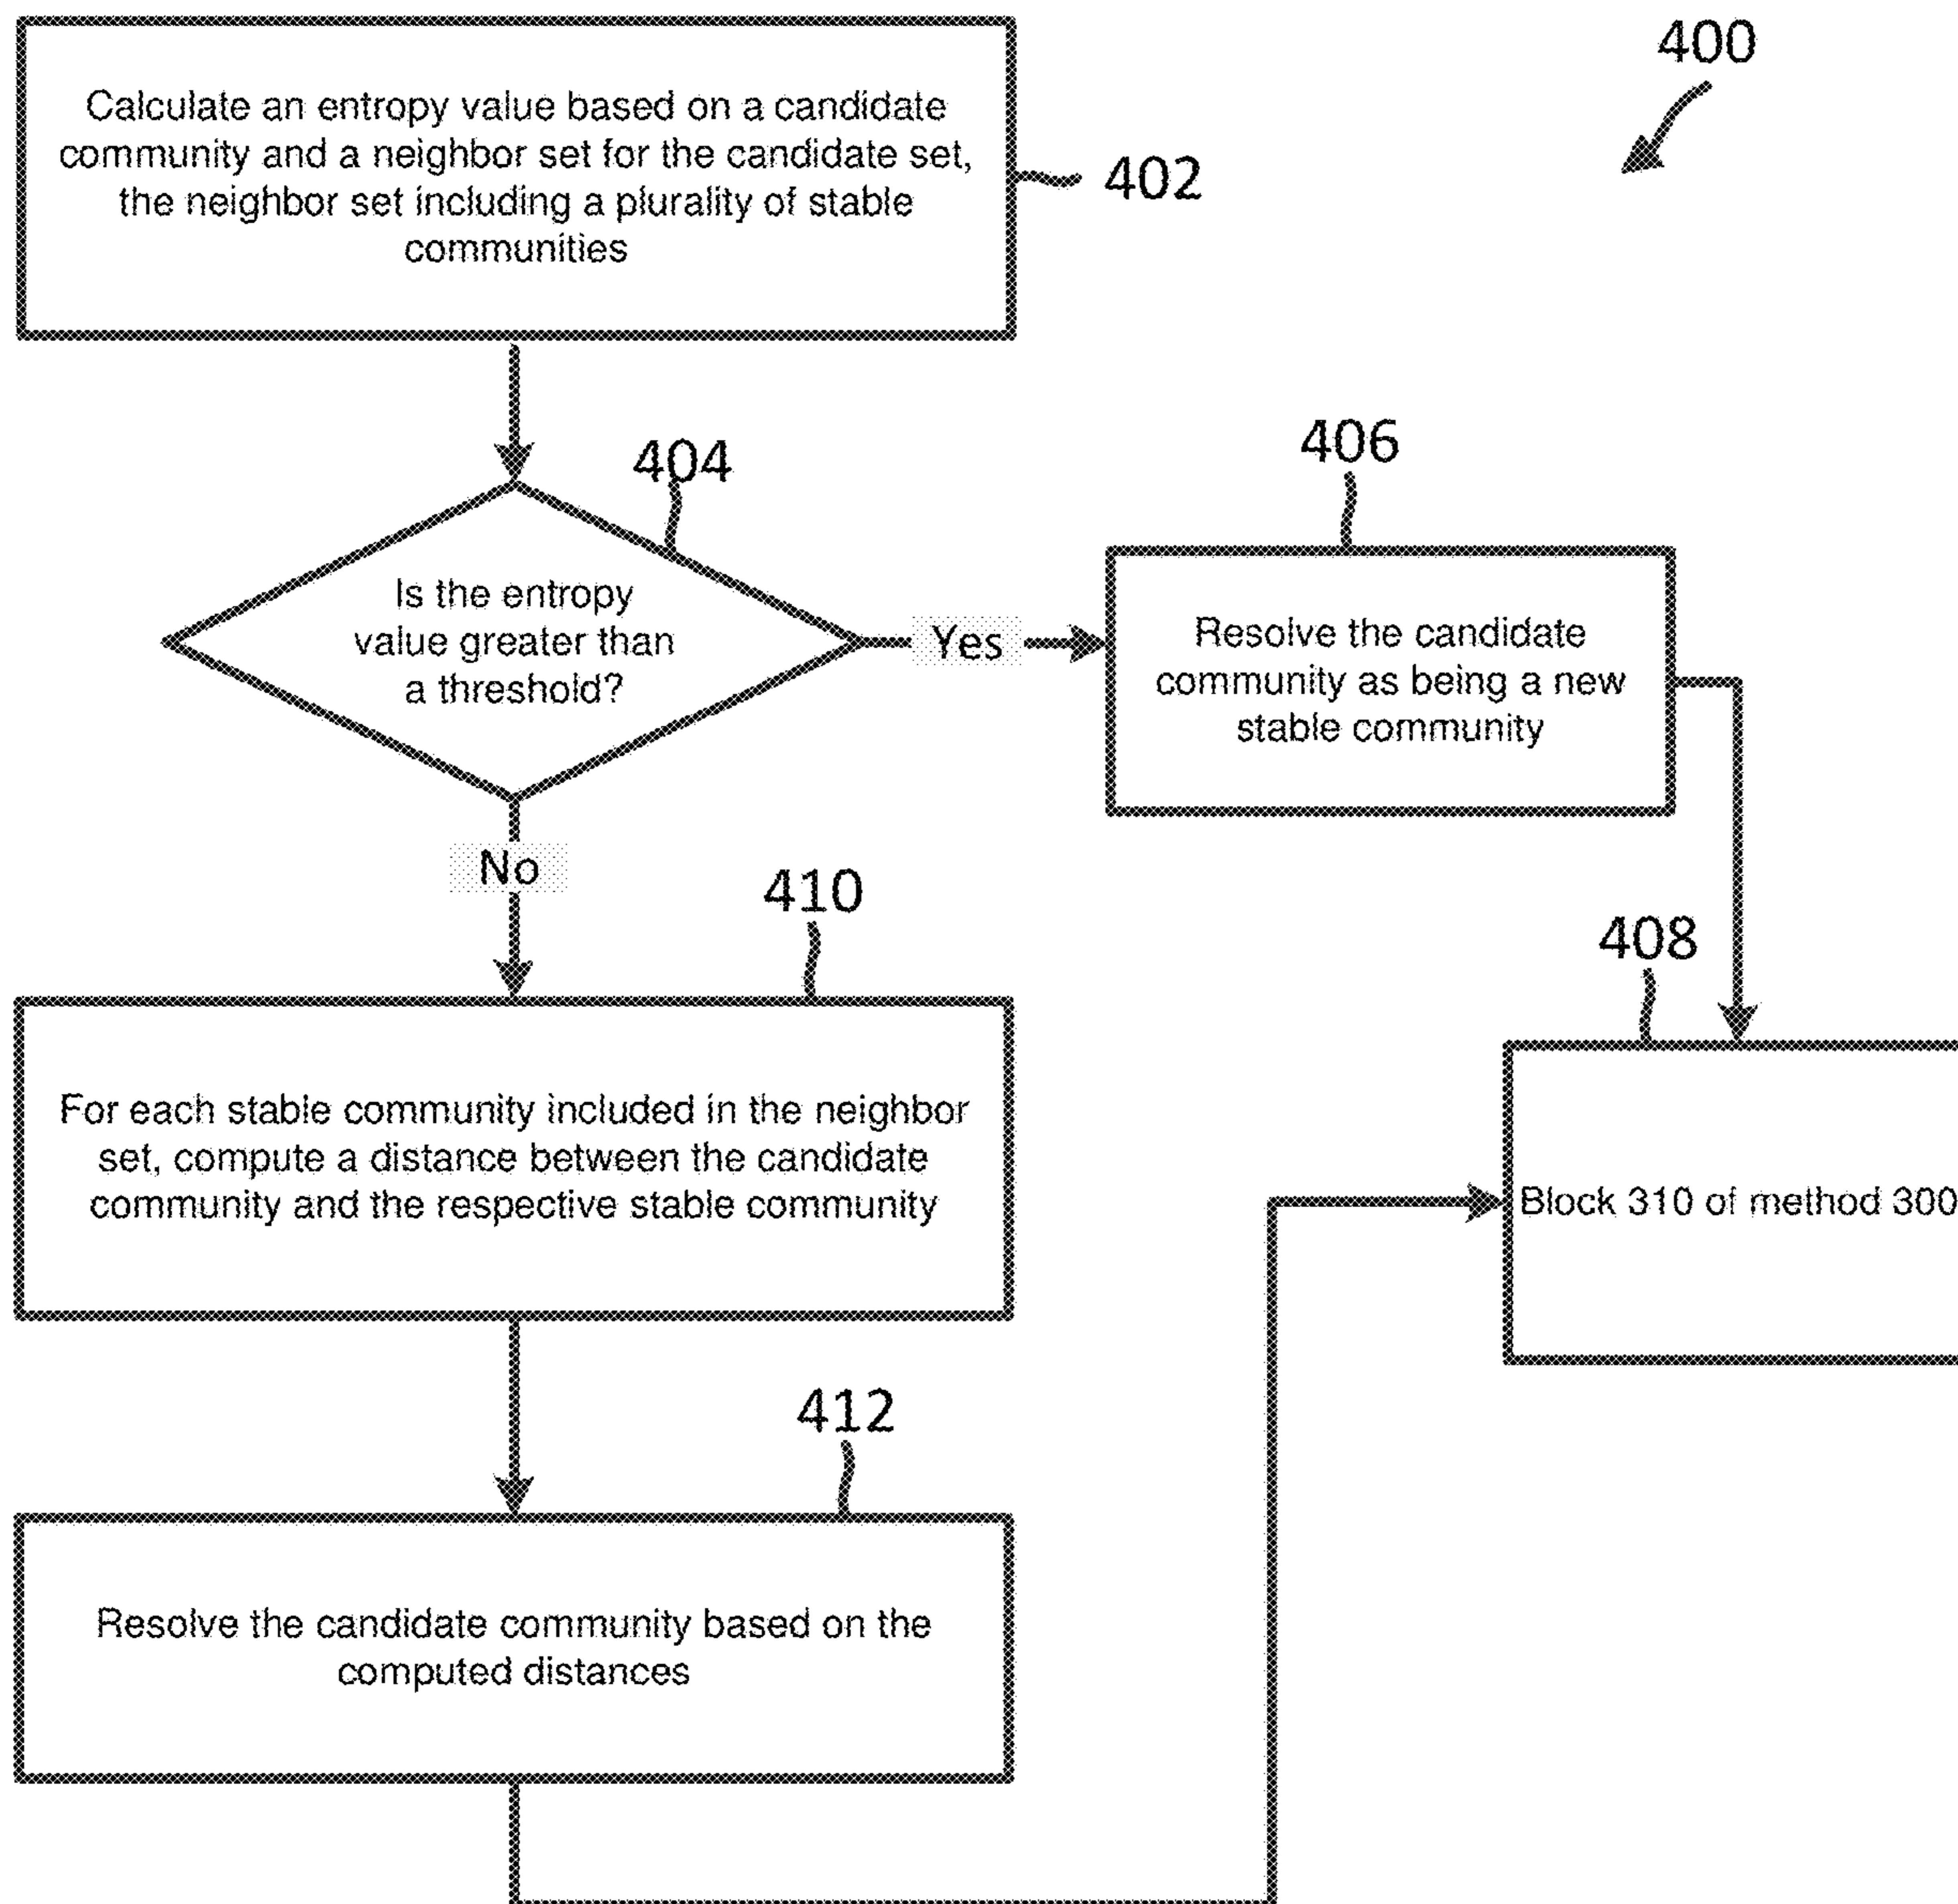 400
Calculate an entropy value based on a candidate
community and a neighbor set for the candidate set,
the neighbor set including a plurality of stable
communities
402
404
Is the entropy
value greater than
a threshold?
Yes
406
Resolve the candidate
community as being a new
stable community
No
410
408
For each stable community included in the neighbor
set, compute a distance between the candidate
community and the respective stable community
Block 310 of method 300
412
Resolve the candidate community based on the
computed distances